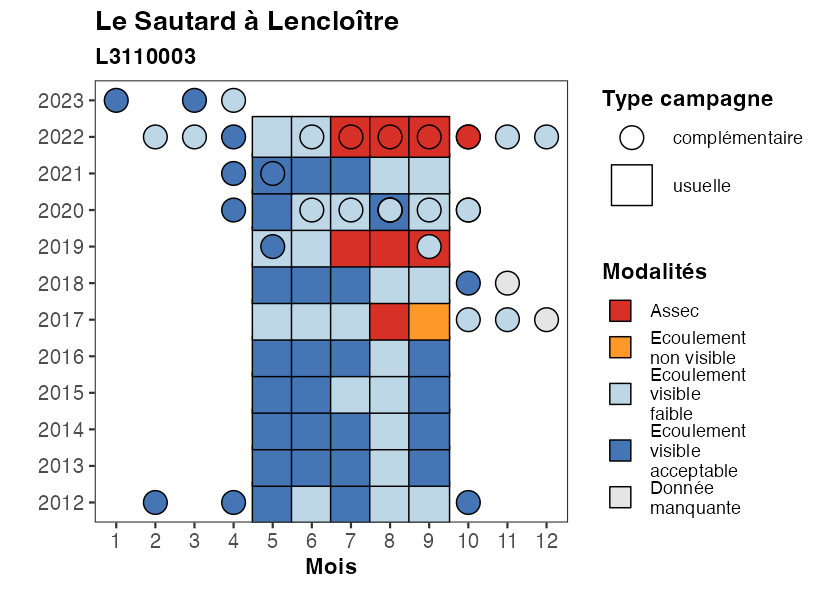 Le Sautard à Lencloître
L3110003
2023
2022
2021
2020
2019
2018
2017
2016
2015
2014
2013
2012
1 2 3 4 5 6 7 8 9 10 11 12
Mois
Type campagne
complémentaire
usuelle
Modalités
Assec
Ecoulement
non visible
Ecoulement
visible
faible
Ecoulement
visible
acceptable
Donnée
manquante